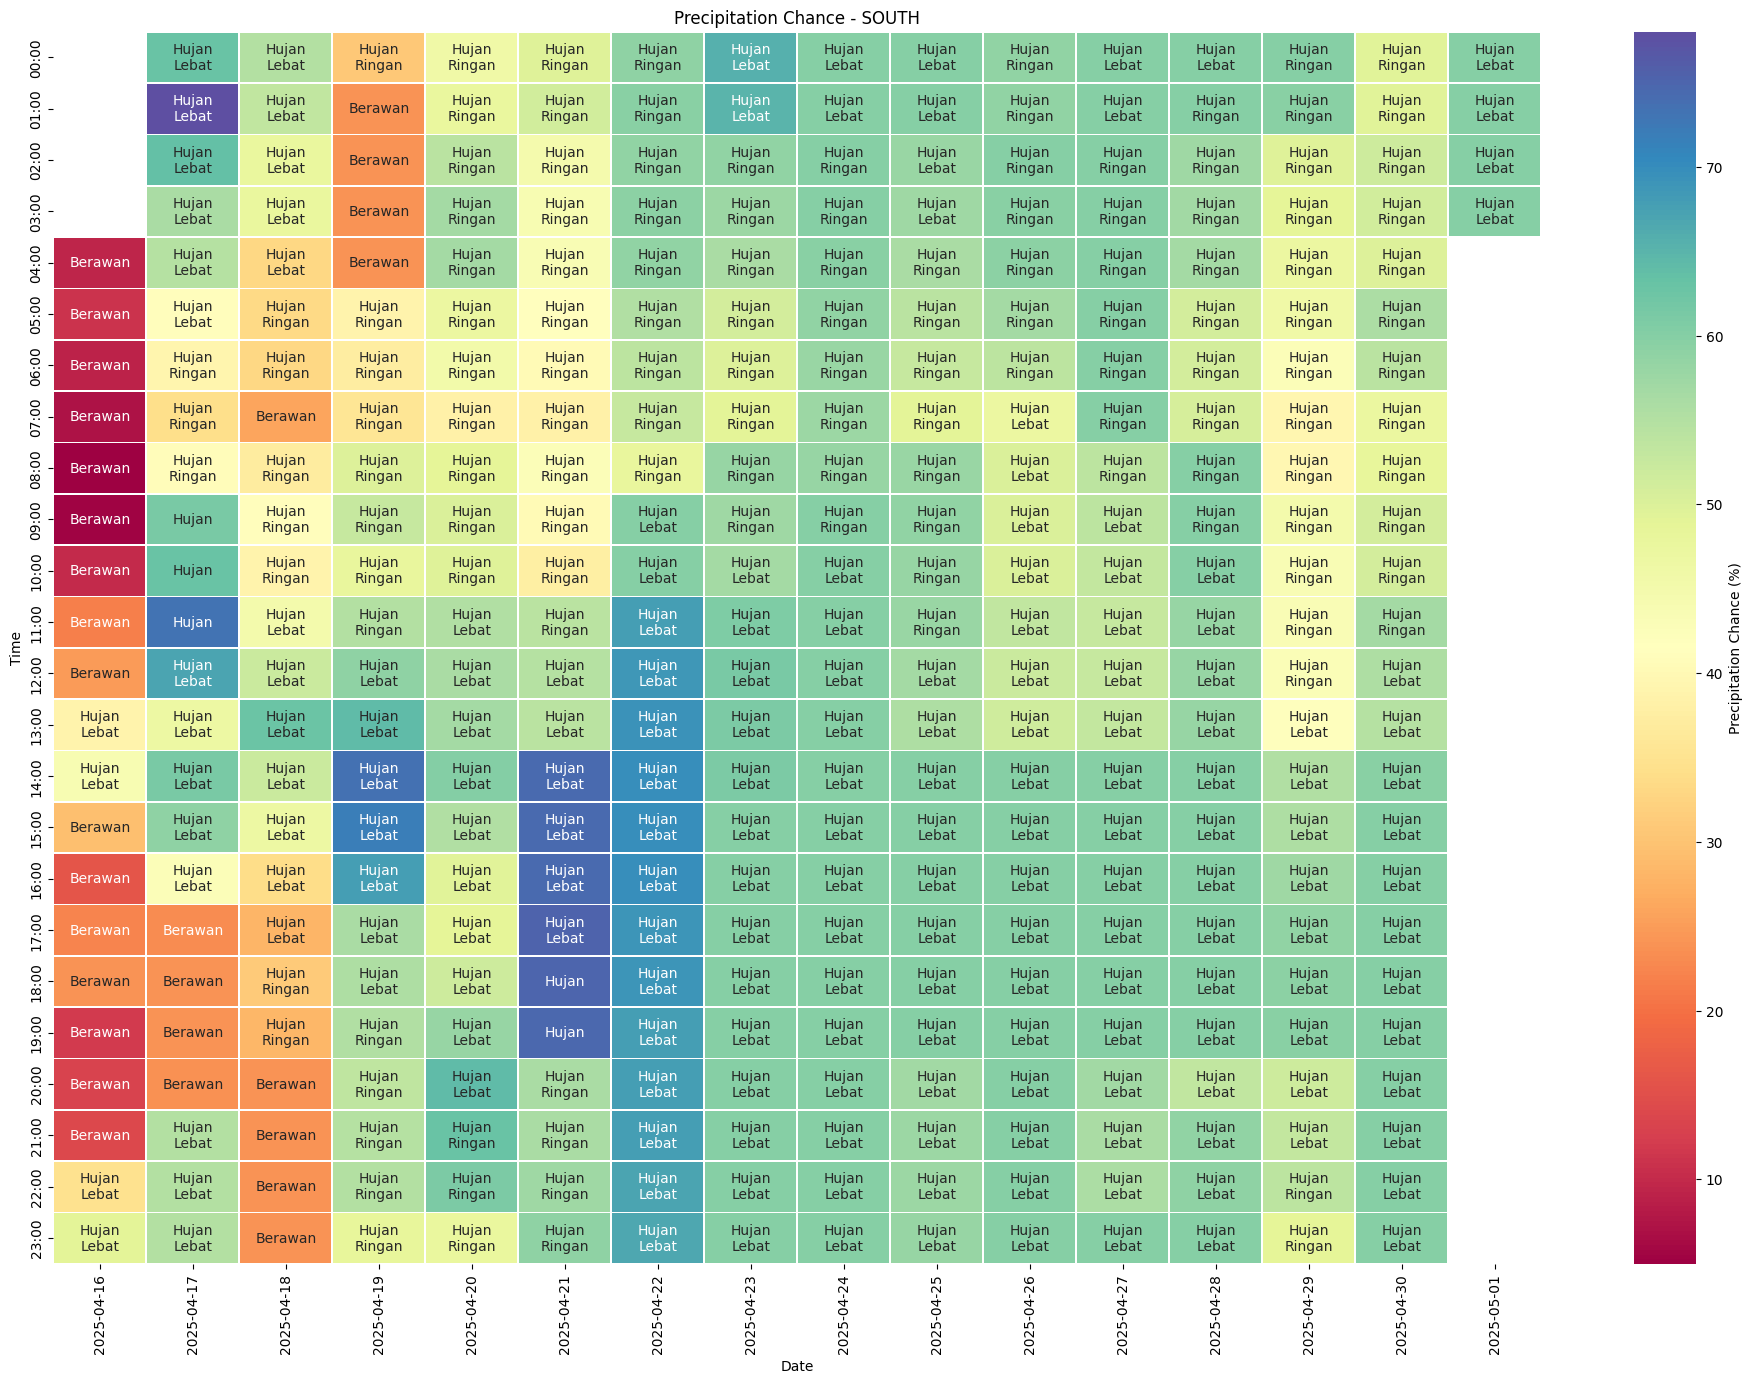 Precipitation Chance - SOUTH
00:00 Hujan Lebat Hujan Lebat Hujan Ringan Hujan Ringan Hujan Ringan Hujan Ringan Hujan Lebat Hujan Lebat Hujan Lebat Hujan Ringan Hujan Lebat Hujan Lebat Hujan Ringan Hujan Ringan Hujan Lebat
01:00 Hujan Lebat Hujan Lebat Berawan Hujan Ringan Hujan Ringan Hujan Ringan Hujan Lebat Hujan Lebat Hujan Lebat Hujan Ringan Hujan Lebat Hujan Ringan Hujan Ringan Hujan Ringan Hujan Lebat
02:00 Hujan Lebat Hujan Lebat Berawan Hujan Ringan Hujan Ringan Hujan Ringan Hujan Ringan Hujan Ringan Hujan Lebat Hujan Ringan Hujan Ringan Hujan Ringan Hujan Ringan Hujan Ringan Hujan Lebat
03:00 Hujan Lebat Hujan Lebat Berawan Hujan Ringan Hujan Ringan Hujan Ringan Hujan Ringan Hujan Ringan Hujan Lebat Hujan Ringan Hujan Ringan Hujan Ringan Hujan Ringan Hujan Ringan Hujan Lebat
04:00 Berawan Hujan Lebat Hujan Lebat Berawan Hujan Ringan Hujan Ringan Hujan Ringan Hujan Ringan Hujan Ringan Hujan Ringan Hujan Ringan Hujan Ringan Hujan Ringan Hujan Ringan Hujan Ringan
05:00 Berawan Hujan Lebat Hujan Ringan Hujan Ringan Hujan Ringan Hujan Ringan Hujan Ringan Hujan Ringan Hujan Ringan Hujan Ringan Hujan Ringan Hujan Ringan Hujan Ringan Hujan Ringan Hujan Ringan
06:00 Berawan Hujan Ringan Hujan Ringan Hujan Ringan Hujan Ringan Hujan Ringan Hujan Ringan Hujan Ringan Hujan Ringan Hujan Ringan Hujan Ringan Hujan Ringan Hujan Ringan Hujan Ringan Hujan Ringan
07:00 Berawan Hujan Ringan Berawan Hujan Ringan Hujan Ringan Hujan Ringan Hujan Ringan Hujan Ringan Hujan Ringan Hujan Ringan Hujan Lebat Hujan Ringan Hujan Ringan Hujan Ringan Hujan Ringan
08:00 Berawan Hujan Ringan Hujan Ringan Hujan Ringan Hujan Ringan Hujan Ringan Hujan Ringan Hujan Ringan Hujan Ringan Hujan Ringan Hujan Lebat Hujan Ringan Hujan Ringan Hujan Ringan Hujan Ringan
09:00 Berawan Hujan Hujan Ringan Hujan Ringan Hujan Ringan Hujan Ringan Hujan Lebat Hujan Ringan Hujan Ringan Hujan Ringan Hujan Lebat Hujan Lebat Hujan Ringan Hujan Ringan Hujan Ringan
10:00 Berawan Hujan Hujan Ringan Hujan Ringan Hujan Ringan Hujan Ringan Hujan Lebat Hujan Lebat Hujan Lebat Hujan Ringan Hujan Lebat Hujan Lebat Hujan Lebat Hujan Ringan Hujan Ringan
11:00 Berawan Hujan Hujan Lebat Hujan Ringan Hujan Lebat Hujan Ringan Hujan Lebat Hujan Lebat Hujan Lebat Hujan Ringan Hujan Lebat Hujan Lebat Hujan Lebat Hujan Ringan Hujan Ringan
12:00 Berawan Hujan Lebat Hujan Lebat Hujan Lebat Hujan Lebat Hujan Lebat Hujan Lebat Hujan Lebat Hujan Lebat Hujan Lebat Hujan Lebat Hujan Lebat Hujan Lebat Hujan Ringan Hujan Lebat
13:00 Hujan Lebat Hujan Lebat Hujan Lebat Hujan Lebat Hujan Lebat Hujan Lebat Hujan Lebat Hujan Lebat Hujan Lebat Hujan Lebat Hujan Lebat Hujan Lebat Hujan Lebat Hujan Lebat Hujan Lebat
14:00 Hujan Lebat Hujan Lebat Hujan Lebat Hujan Lebat Hujan Lebat Hujan Lebat Hujan Lebat Hujan Lebat Hujan Lebat Hujan Lebat Hujan Lebat Hujan Lebat Hujan Lebat Hujan Lebat Hujan Lebat
15:00 Berawan Hujan Lebat Hujan Lebat Hujan Lebat Hujan Lebat Hujan Lebat Hujan Lebat Hujan Lebat Hujan Lebat Hujan Lebat Hujan Lebat Hujan Lebat Hujan Lebat Hujan Lebat Hujan Lebat
16:00 Berawan Hujan Lebat Hujan Lebat Hujan Lebat Hujan Lebat Hujan Lebat Hujan Lebat Hujan Lebat Hujan Lebat Hujan Lebat Hujan Lebat Hujan Lebat Hujan Lebat Hujan Lebat Hujan Lebat
17:00 Berawan Berawan Hujan Lebat Hujan Lebat Hujan Lebat Hujan Lebat Hujan Lebat Hujan Lebat Hujan Lebat Hujan Lebat Hujan Lebat Hujan Lebat Hujan Lebat Hujan Lebat Hujan Lebat
18:00 Berawan Berawan Hujan Ringan Hujan Lebat Hujan Lebat Hujan Hujan Lebat Hujan Lebat Hujan Lebat Hujan Lebat Hujan Lebat Hujan Lebat Hujan Lebat Hujan Lebat Hujan Lebat
19:00 Berawan Berawan Hujan Ringan Hujan Ringan Hujan Lebat Hujan Hujan Lebat Hujan Lebat Hujan Lebat Hujan Lebat Hujan Lebat Hujan Lebat Hujan Lebat Hujan Lebat Hujan Lebat
20:00 Berawan Berawan Berawan Hujan Ringan Hujan Lebat Hujan Ringan Hujan Lebat Hujan Lebat Hujan Lebat Hujan Lebat Hujan Lebat Hujan Lebat Hujan Lebat Hujan Lebat Hujan Lebat
21:00 Berawan Hujan Lebat Berawan Hujan Ringan Hujan Ringan Hujan Ringan Hujan Lebat Hujan Lebat Hujan Lebat Hujan Lebat Hujan Lebat Hujan Lebat Hujan Lebat Hujan Lebat Hujan Lebat
22:00 Hujan Lebat Hujan Lebat Berawan Hujan Ringan Hujan Ringan Hujan Ringan Hujan Lebat Hujan Lebat Hujan Lebat Hujan Lebat Hujan Lebat Hujan Lebat Hujan Lebat Hujan Ringan Hujan Lebat
23:00 Hujan Lebat Hujan Lebat Berawan Hujan Ringan Hujan Ringan Hujan Ringan Hujan Lebat Hujan Lebat Hujan Lebat Hujan Lebat Hujan Lebat Hujan Lebat Hujan Lebat Hujan Ringan Hujan Lebat
Time
2025-04-16
2025-04-17
2025-04-18
2025-04-19
2025-04-20
2025-04-21
2025-04-22
2025-04-23
2025-04-24
2025-04-25
2025-04-26
2025-04-27
2025-04-28
2025-04-29
2025-04-30
2025-05-01
Date
70
60
50
40
30
20
10
Precipitation Chance (%)